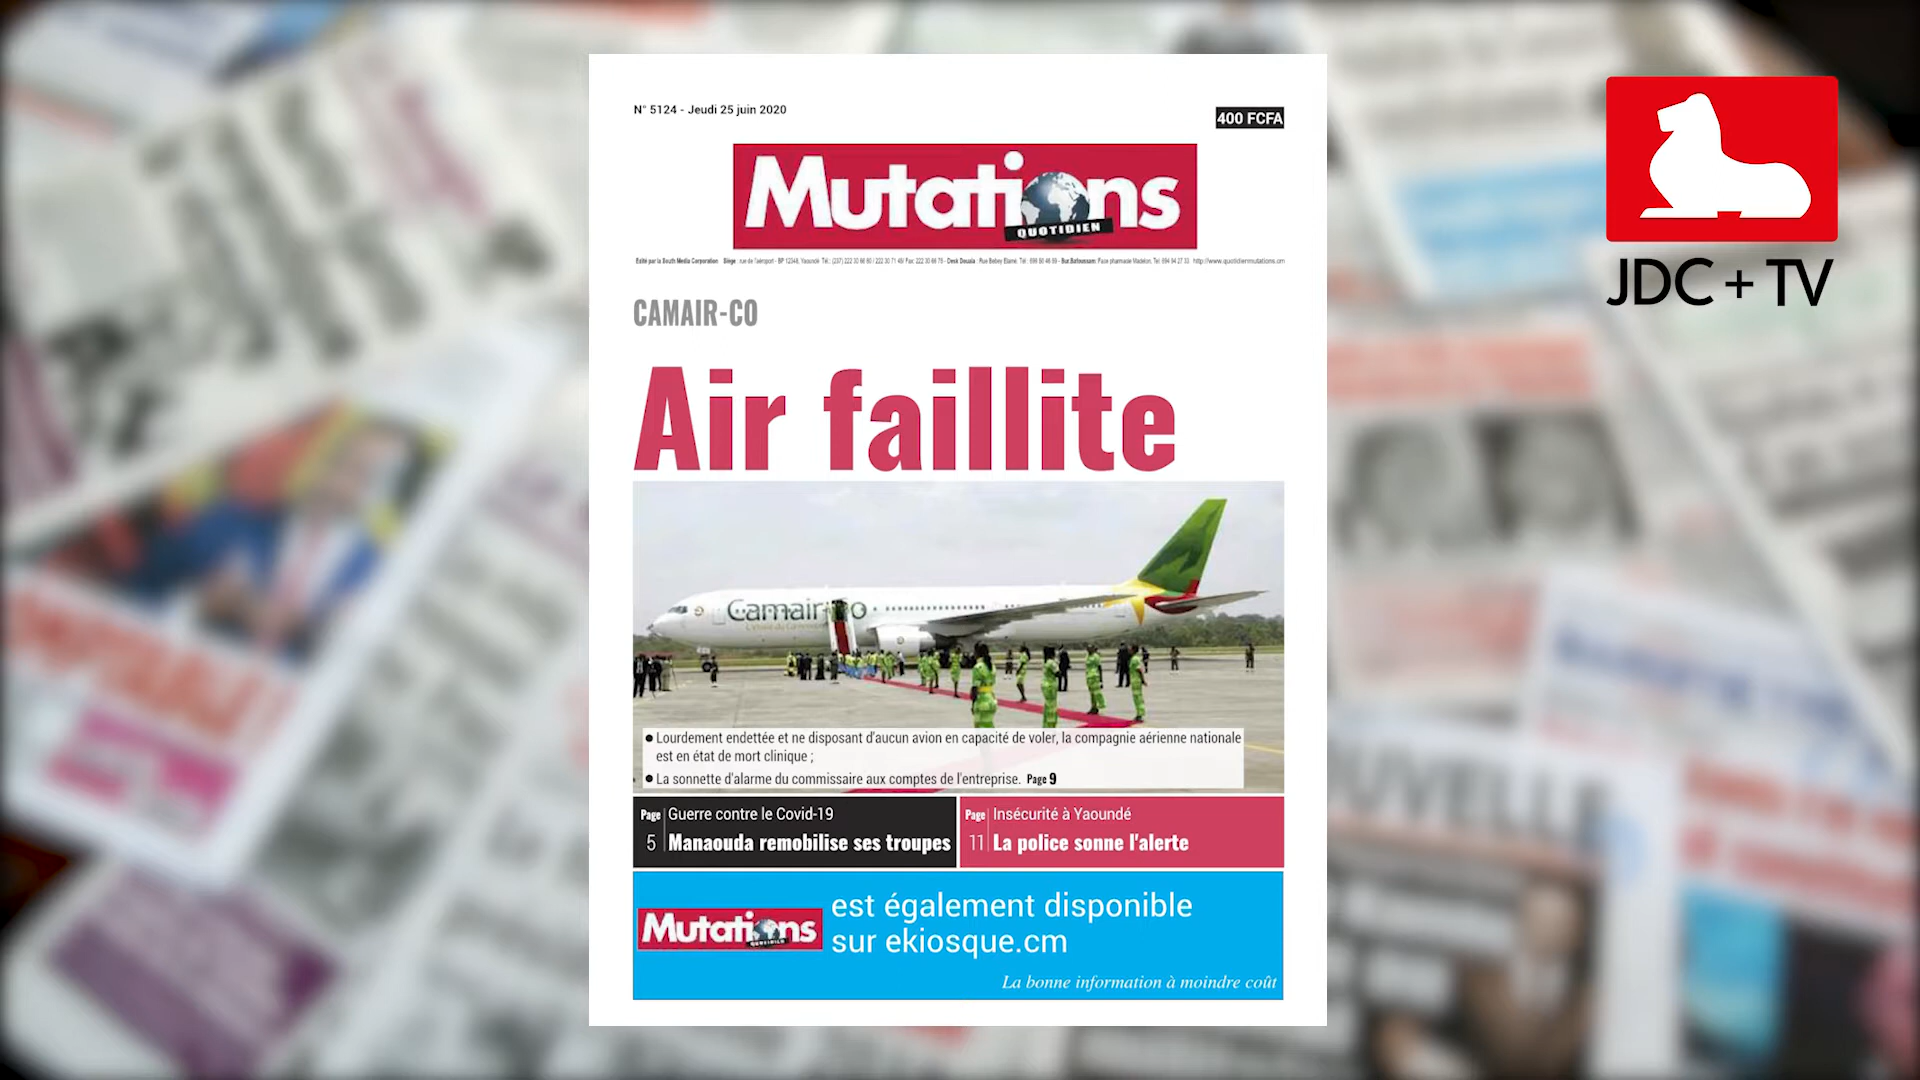 N° 5124 - Jeudi 25 juin 2020
400 FCFA
Mutations
QUOTIDIEN
CAMAIR-CO
Air faillite
Camair-Co
● Lourdement endettée et ne disposant d'aucun avion en capacité de voler, la compagnie aérienne nationale
est en état de mort clinique ;
● La sonnette d'alarme du commissaire aux comptes de l'entreprise. Page 9
Page 5
Guerre contre le Covid-19
Manaouda remobilise ses troupes
Page 11
Insécurité à Yaoundé
La police sonne l'alerte
Mutations
QUOTIDIEN
est également disponible
sur ekiosque.cm
La bonne information à moindre coût
JDC + TV
UVELLE